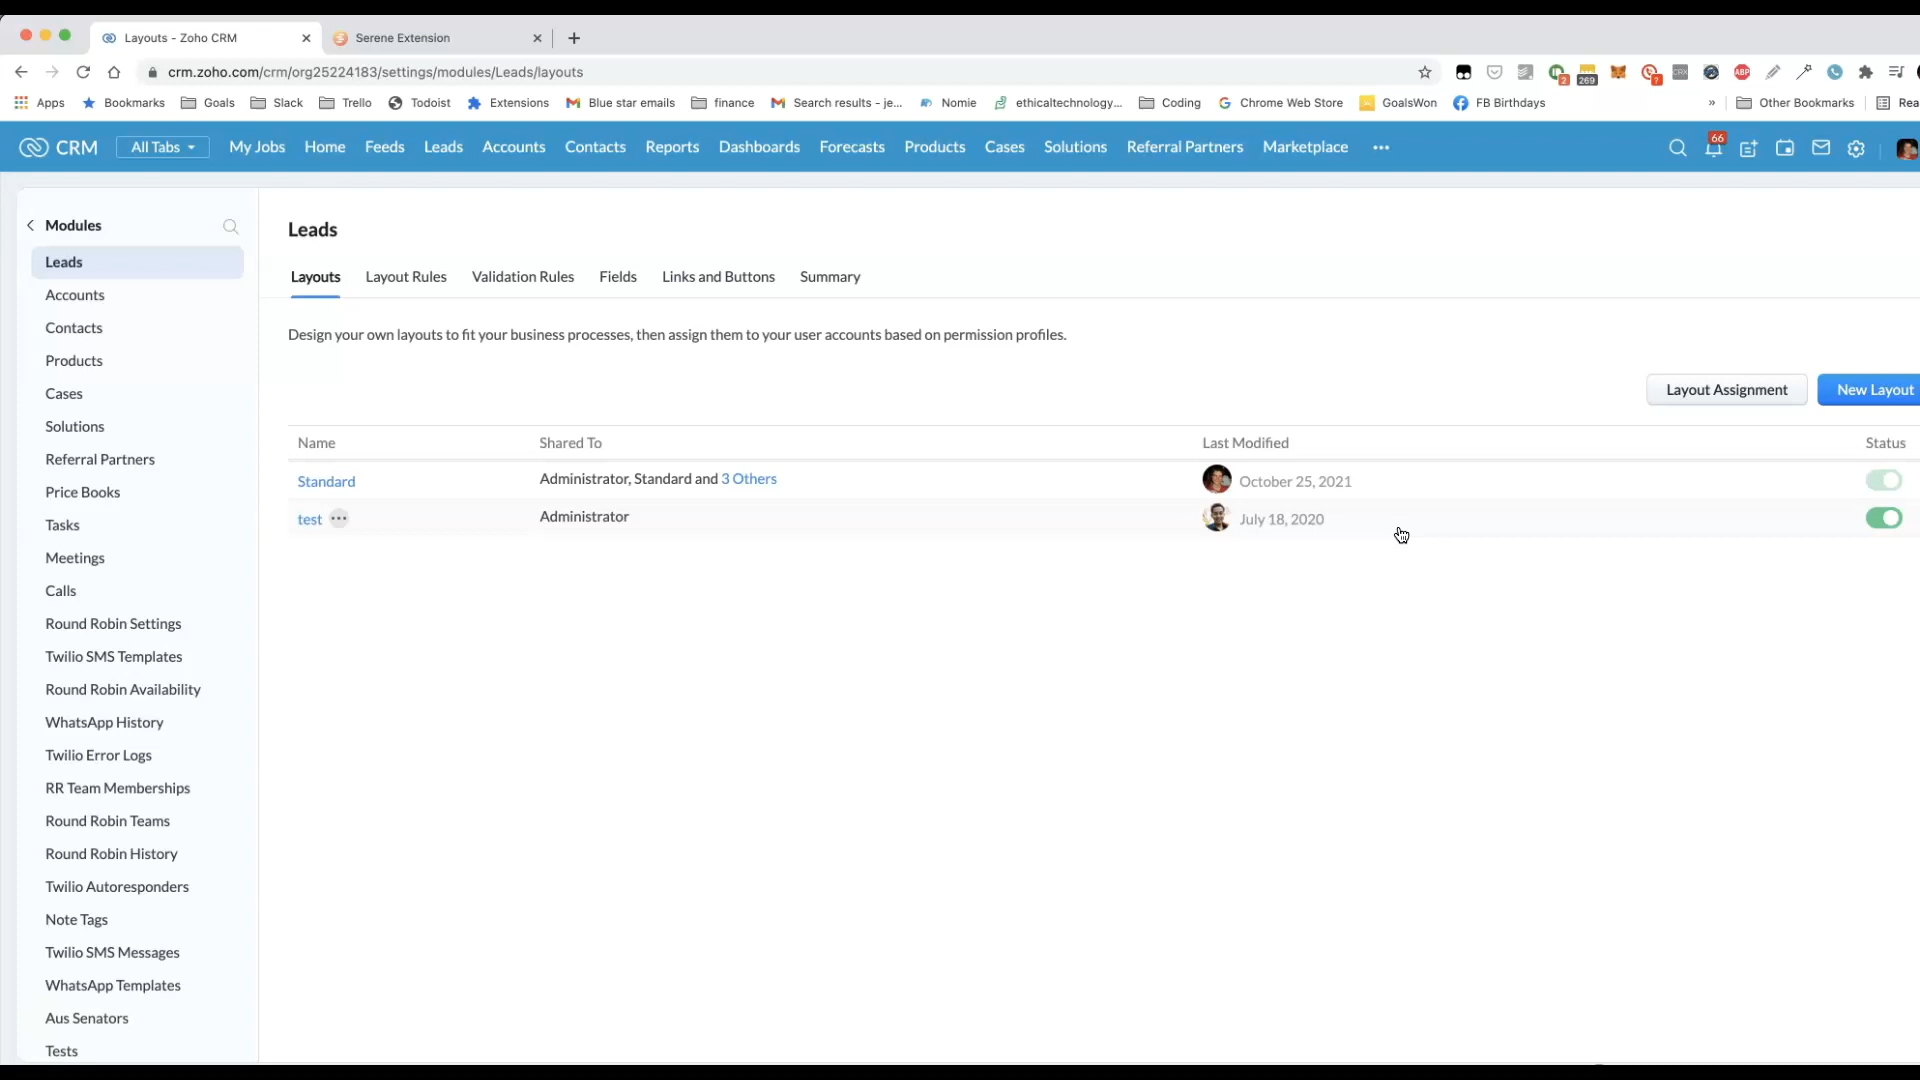 Layouts - Zoho CRM
Serene Extension
crm.zoho.com/crm/org25224183/settings/modules/Leads/layouts
2
269
?
CRX
ABP
Apps
Bookmarks
Goals
Slack
Trello
Todoist
Extensions
Blue star emails
finance
Search results - je...
Nomie
ethicaltechnology...
Coding
Chrome Web Store
GoalsWon
FB Birthdays
»
Other Bookmarks
Rea
CRM
All Tabs
My Jobs
Home
Feeds
Leads
Accounts
Contacts
Reports
Dashboards
Forecasts
Products
Cases
Solutions
Referral Partners
Marketplace
66
Modules
Leads
Accounts
Contacts
Products
Cases
Solutions
Referral Partners
Price Books
Tasks
Meetings
Calls
Round Robin Settings
Twilio SMS Templates
Round Robin Availability
WhatsApp History
Twilio Error Logs
RR Team Memberships
Round Robin Teams
Round Robin History
Twilio Autoresponders
Note Tags
Twilio SMS Messages
WhatsApp Templates
Aus Senators
Tests
Leads
Layouts
Layout Rules
Validation Rules
Fields
Links and Buttons
Summary
Design your own layouts to fit your business processes, then assign them to your user accounts based on permission profiles.
Layout Assignment
New Layout
Name
Shared To
Last Modified
Status
Standard
Administrator, Standard and 3 Others
October 25, 2021
test
Administrator
July 18, 2020